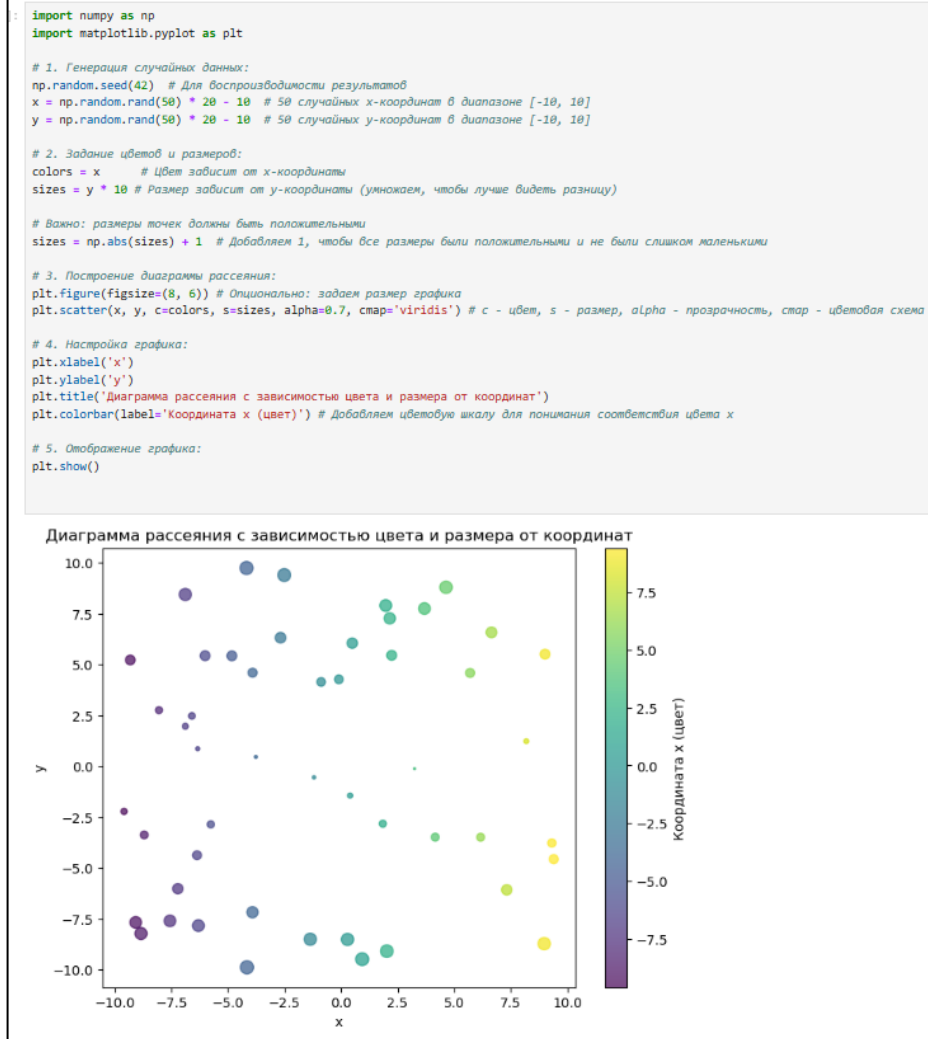 ]:
import numpy as np
import matplotlib.pyplot as plt
# 1. Генерация случайных данных:
np.random.seed(42)  # Для воспроизводимости результатов
x = np.random.rand(50) * 20 - 10  # 50 случайных x-координат в диапазоне [-10, 10]
y = np.random.rand(50) * 20 - 10  # 50 случайных y-координат в диапазоне [-10, 10]
# 2. Задание цветов и размеров:
colors = x      # Цвет зависит от x-координаты
sizes = y * 10 # Размер зависит от y-координаты (умножаем, чтобы лучше видеть разницу)
# Важно: размеры точек должны быть положительными
sizes = np.abs(sizes) + 1  # Добавляем 1, чтобы все размеры были положительными и не были слишком маленькими
# 3. Построение диаграммы рассеяния:
plt.figure(figsize=(8, 6)) # Опционально: задаем размер графика
plt.scatter(x, y, c=colors, s=sizes, alpha=0.7, cmap='viridis') # c - цвет, s - размер, alpha - прозрачность, cmap - цветовая схема
# 4. Настройка графика:
plt.xlabel('x')
plt.ylabel('y')
plt.title('Диаграмма рассеяния с зависимостью цвета и размера от координат')
plt.colorbar(label='Координата x (цвет)') # Добавляем цветовую шкалу для понимания соответствия цвета x
# 5. Отображение графика:
plt.show()
Диаграмма рассеяния с зависимостью цвета и размера от координат
10.0
7.5
5.0
2.5
0.0
−2.5
−5.0
−7.5
−10.0
y
−10.0 −7.5 −5.0 −2.5 0.0 2.5 5.0 7.5 10.0
x
7.5
5.0
2.5
0.0
−2.5
−5.0
−7.5
Координата x (цвет)